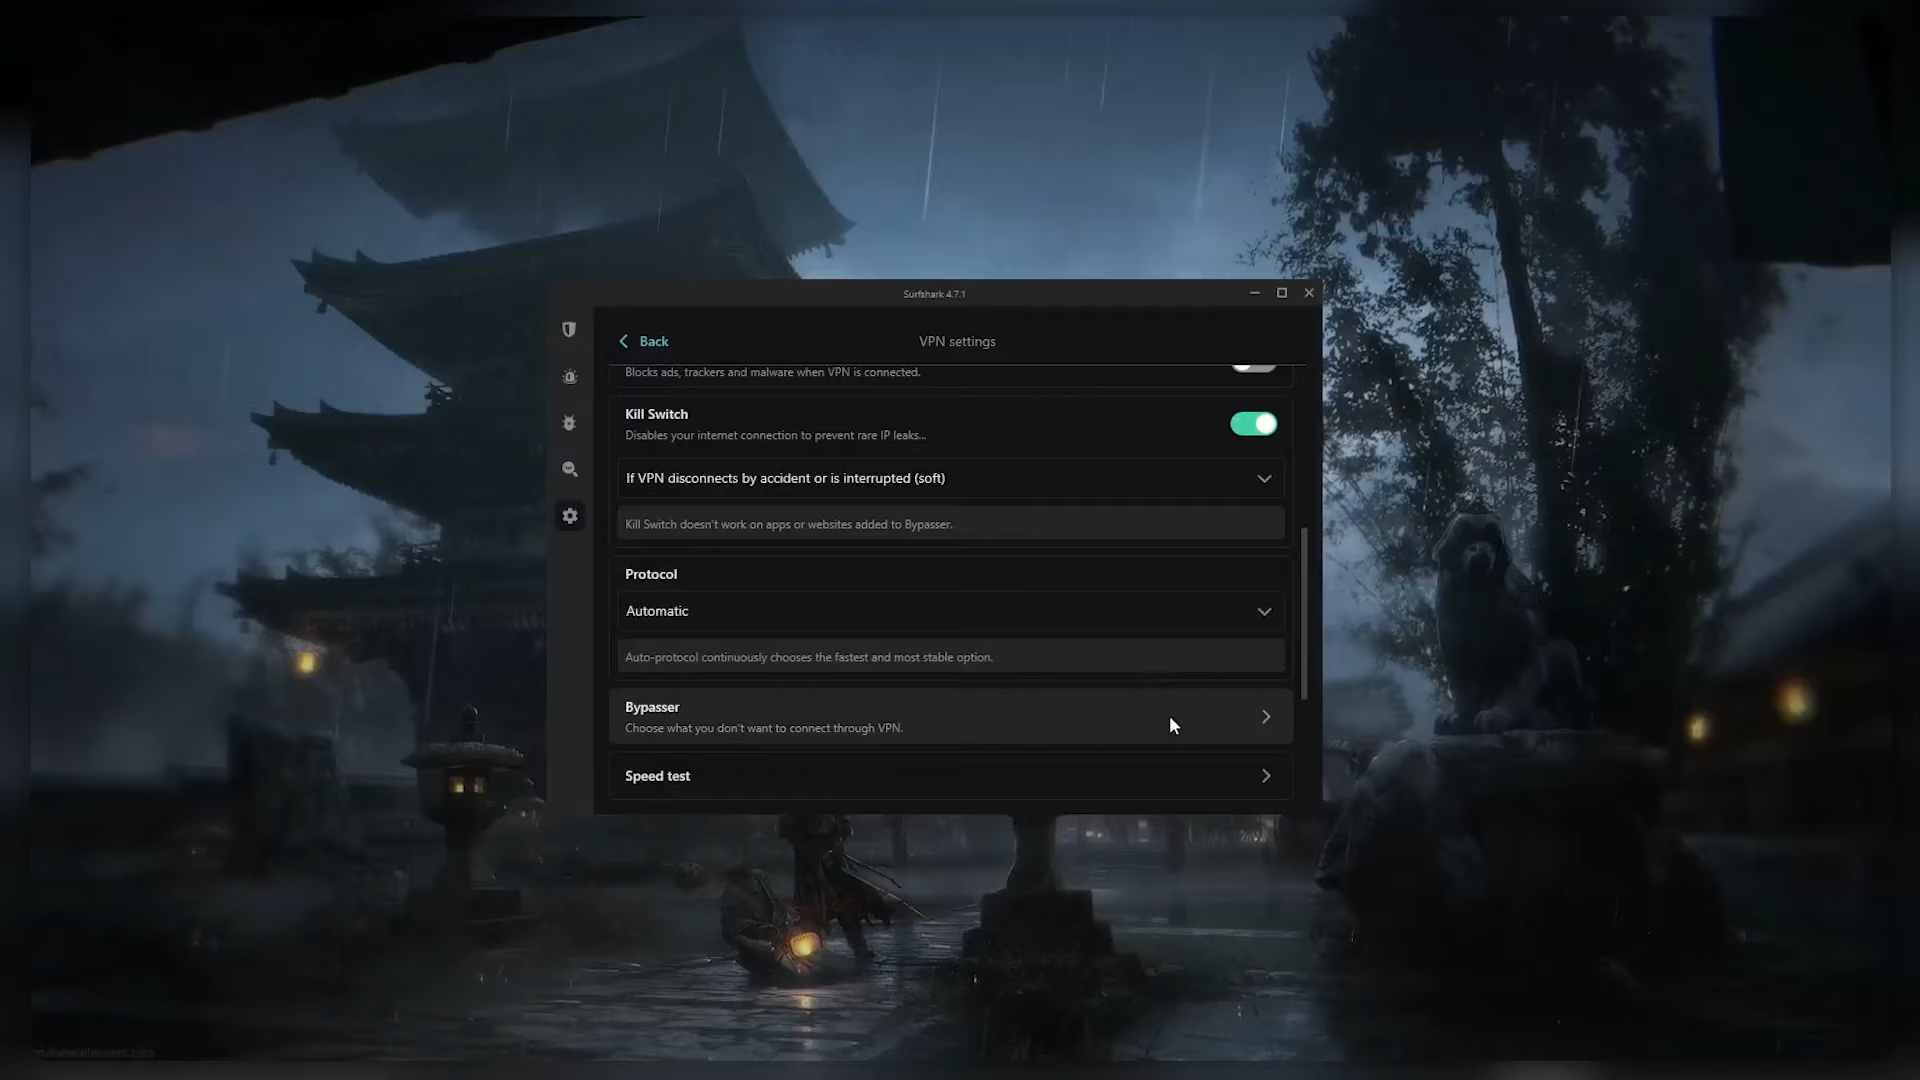 Surfshark 4.7.1
Back
VPN settings
Blocks ads, trackers and malware when VPN is connected.
Kill Switch
Disables your internet connection to prevent rare IP leaks...
If VPN disconnects by accident or is interrupted (soft)
Kill Switch doesn't work on apps or websites added to Bypasser.
Protocol
Automatic
Auto-protocol continuously chooses the fastest and most stable option.
Bypasser
Choose what you don't want to connect through VPN.
Speed test